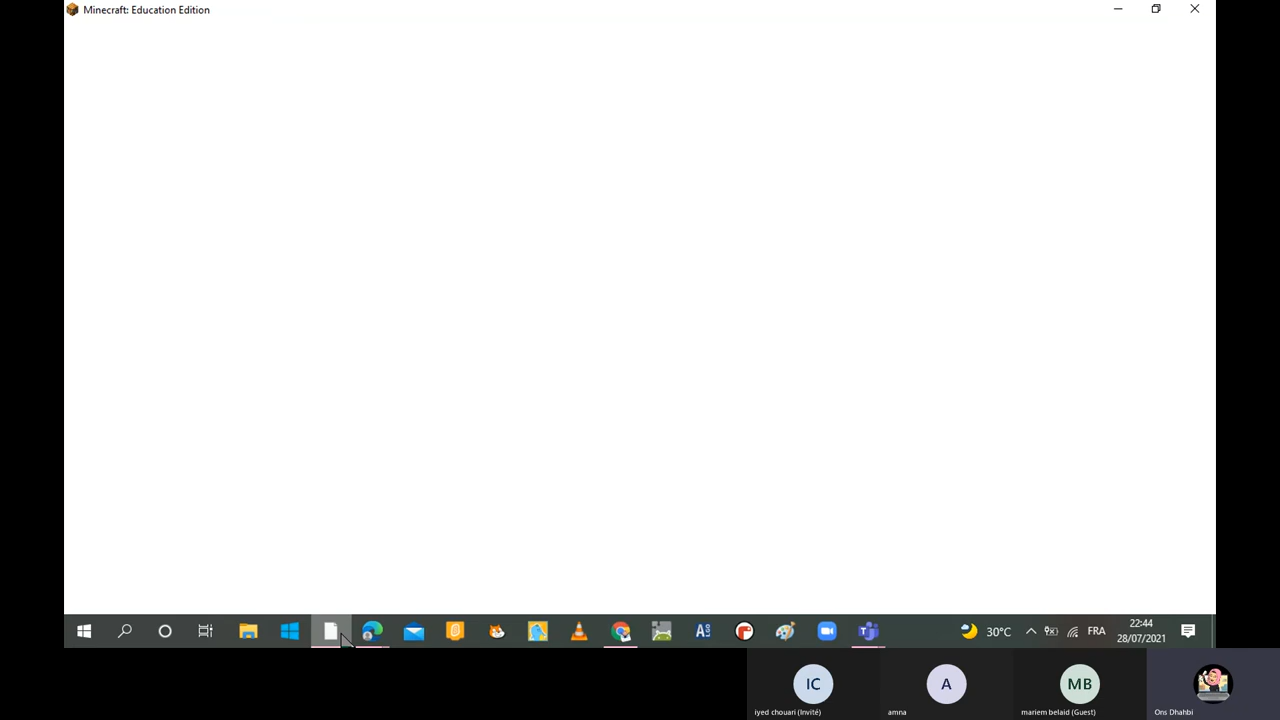 Minecraft: Education Edition
30°C
FRA
22:44
28/07/2021
IC
A
MB
iyed chouari (Invité)
amna
mariem belaid (Guest)
Ons Dhahbi